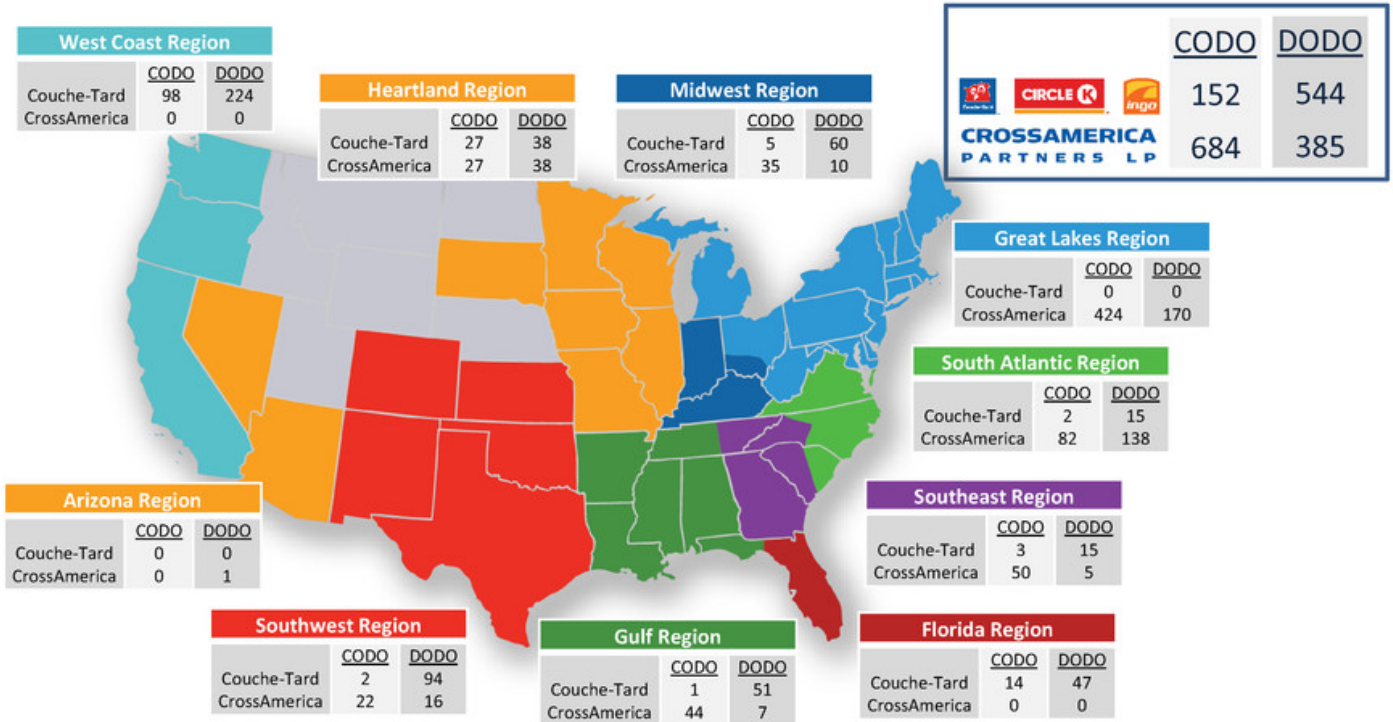 CODO DODO
Couche-Tard CIRCLE K ingo 152 544
CROSSAMERICA
PARTNERS LP 684 385
West Coast Region
CODO DODO
Couche-Tard 98 224
CrossAmerica 0 0
Heartland Region
CODO DODO
Couche-Tard 27 38
CrossAmerica 27 38
Midwest Region
CODO DODO
Couche-Tard 5 60
CrossAmerica 35 10
Great Lakes Region
CODO DODO
Couche-Tard 0 0
CrossAmerica 424 170
South Atlantic Region
CODO DODO
Couche-Tard 2 15
CrossAmerica 82 138
Arizona Region
CODO DODO
Couche-Tard 0 0
CrossAmerica 0 1
Southeast Region
CODO DODO
Couche-Tard 3 15
CrossAmerica 50 5
Southwest Region
CODO DODO
Couche-Tard 2 94
CrossAmerica 22 16
Gulf Region
CODO DODO
Couche-Tard 1 51
CrossAmerica 44 7
Florida Region
CODO DODO
Couche-Tard 14 47
CrossAmerica 0 0